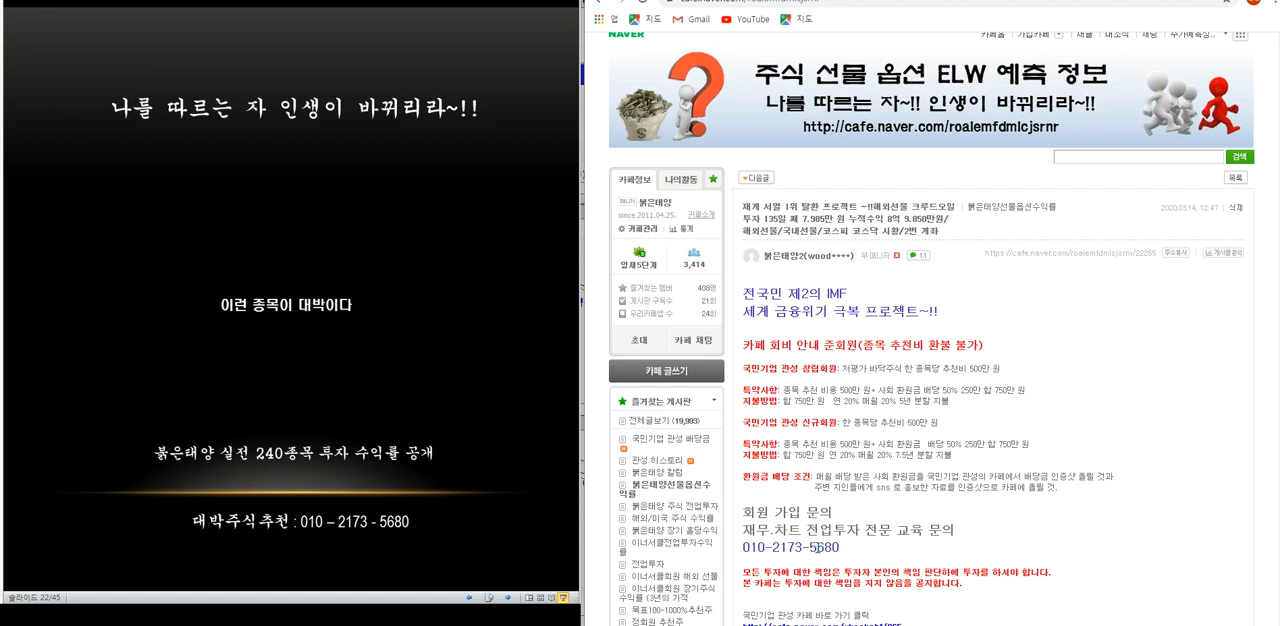 나를 따르는 자 인생이 바뀌리라~!!
이런 종목이 대박이다
붉은태양 실전 240종목 투자 수익률 공개
대박주식추천 : 010 – 2173 - 5680
슬라이드 22/45
앱 지도 Gmail YouTube 지도
NAVER
카페홈 가입카페 새글 내소식 채팅
주식 선물 옵션 ELW 예측 정보
나를 따르는 자~!! 인생이 바뀌리라~!!
http://cafe.naver.com/roalemfdmlcjsrnr
검색
카페정보 나의활동
매니저 붉은태양
since 2011.04.25. 카페소개
카페관리 통계
잎새5단계 3,414
즐겨찾는 멤버 408명
게시판 구독수 21회
우리카페앱 수 24회
초대 카페 채팅
카페 글쓰기
즐겨찾는 게시판
전체글보기 (19,993)
국민기업 관성 배당금
관성 히스토리
붉은태양 칼럼
붉은태양선물옵션수
익률
붉은태양 주식 전업투자
해외/미국 주식 수익률
붉은태양 장기 홀딩수익
이너서클전업투자수익
률
전업투자
이너서클회원 해외 선물
이너서클회원 장기주식
수익률 (3년의 기적
목표100-1000%추천주
정회원 추천주
다음글 목록
재계 서열 1위 탈환 프로젝트 ~!!해외선물 크루드오일 붉은태양선물옵션수익률
2020.03.14. 12:47 삭제
투자 135일 째 7.985만 원 누적수익 8억 9.850만원/
해외선물/국내선물/코스피 코스닥 시황/2번 계좌
붉은태양2(wood****) 부매니저 11
https://cafe.naver.com/roalemfdmlcjsrnr/22265 주소복사 게시글 분석
전국민 제2의 IMF
세계 금융위기 극복 프로젝트~!!
카페 회비 안내 준회원(종목 추천비 환불 불가)
국민기업 관성 창립회원: 저평가 바닥주식 한 종목당 추천비 500만 원
특약사항: 종목 추천 비용 500만 원+ 사회 환원금 배당 50% 250만 합 750만 원
지불방법: 합 750만 원 연 20% 매월 20% 5년 분할 지불
국민기업 관성 신규회원: 한 종목당 추천비 500만 원
특약사항: 종목 추천 비용 500만 원+ 사회 환원금 배당 50% 250만 합 750만 원
지불방법: 합 750만 원 연 20% 매월 20% 7.5년 분할 지불
환원금 배당 조건: 매월 배당 받은 사회 환원금을 국민기업 관성의 카페에서 배당금 인증샷 올릴 것과
주변 지인들에게 sns 로 홍보한 자료를 인증샷으로 카페에 올릴 것.
회원 가입 문의
재무.차트 전업투자 전문 교육 문의
010-2173-5680
모든 투자에 대한 책임은 투자자 본인의 책임 판단하에 투자를 하셔야 합니다.
본 카페는 투자에 대한 책임을 지지 않음을 공지합니다.
국민기업 관성 카페 바로 가기 클릭